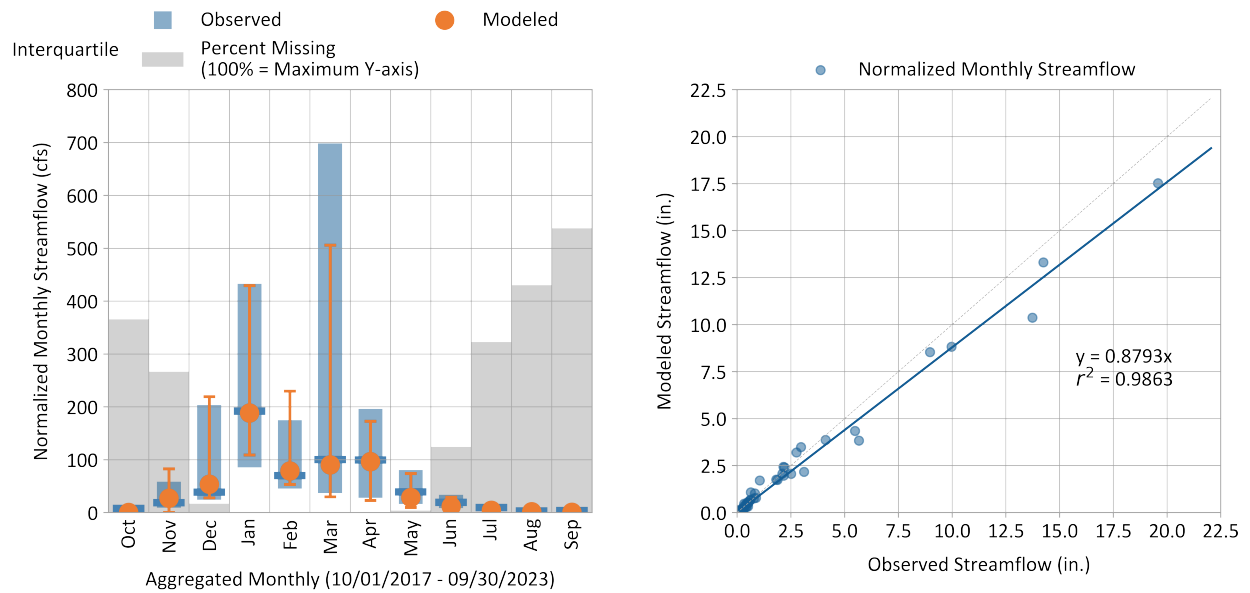 Observed
Modeled
Interquartile
Percent Missing
(100% = Maximum Y-axis)
800
700
600
500
400
300
200
100
0
Normalized Monthly Streamflow (cfs)
Oct
Nov
Dec
Jan
Feb
Mar
Apr
May
Jun
Jul
Aug
Sep
Aggregated Monthly (10/01/2017 - 09/30/2023)
Normalized Monthly Streamflow
22.5
20.0
17.5
15.0
12.5
10.0
7.5
5.0
2.5
0.0
Modeled Streamflow (in.)
y = 0.8793x
r² = 0.9863
0.0 2.5 5.0 7.5 10.0 12.5 15.0 17.5 20.0 22.5
Observed Streamflow (in.)